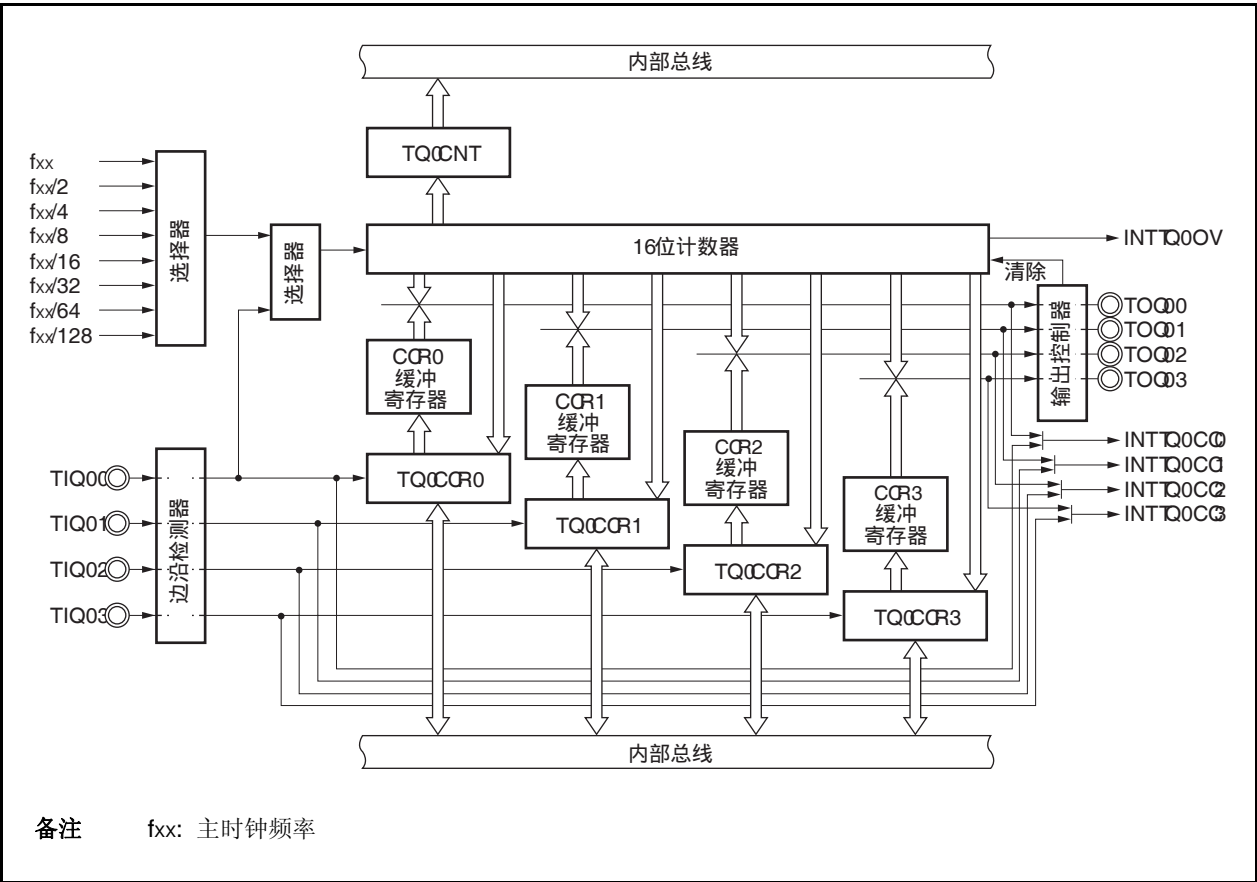 内部总线
TQ0CNT
fxx
fxx/2
fxx/4
fxx/8
fxx/16
fxx/32
fxx/64
fxx/128
选择器
选择器
16位计数器
INTTQ0OV
清除
输出控制器
TOQ00
TOQ01
TOQ02
TOQ03
CCR0
缓冲
寄存器
CCR1
缓冲
寄存器
CCR2
缓冲
寄存器
CCR3
缓冲
寄存器
INTTQ0CC0
INTTQ0CC1
INTTQ0CC2
INTTQ0CC3
TIQ00
TIQ01
TIQ02
TIQ03
边沿检测器
TQ0CCR0
TQ0CCR1
TQ0CCR2
TQ0CCR3
内部总线
备注 fxx: 主时钟频率